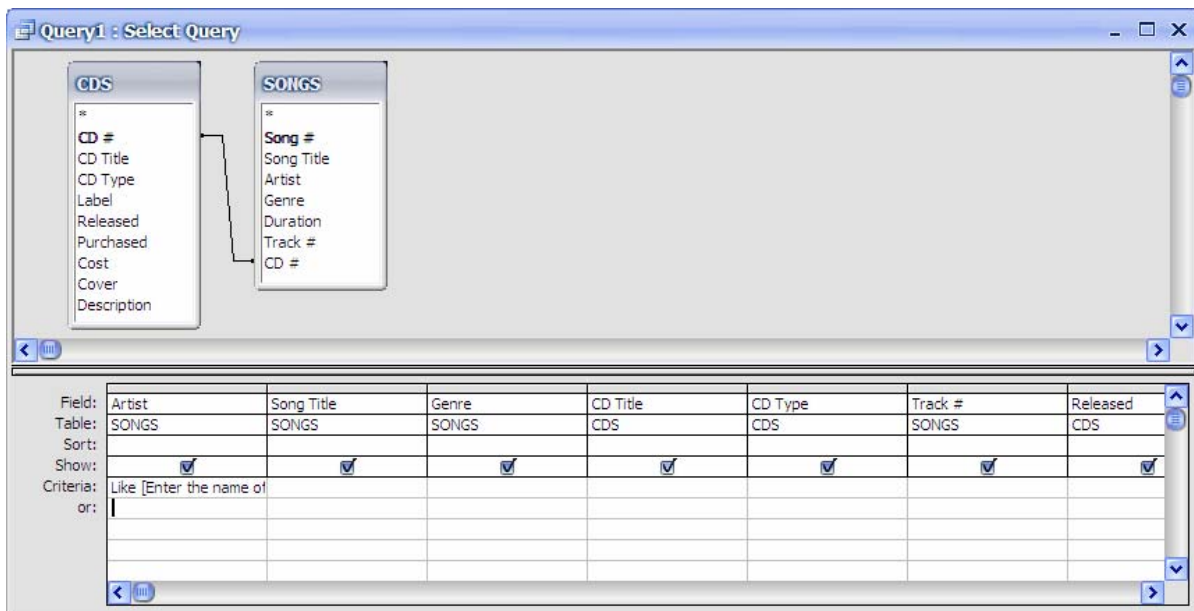 Query1 : Select Query
CDS
*
CD #
CD Title
CD Type
Label
Released
Purchased
Cost
Cover
Description
SONGS
*
Song #
Song Title
Artist
Genre
Duration
Track #
CD #
Field: Artist Song Title Genre CD Title CD Type Track # Released
Table: SONGS SONGS SONGS CDS CDS SONGS CDS
Sort:
Show:
Criteria: Like [Enter the name of
or: